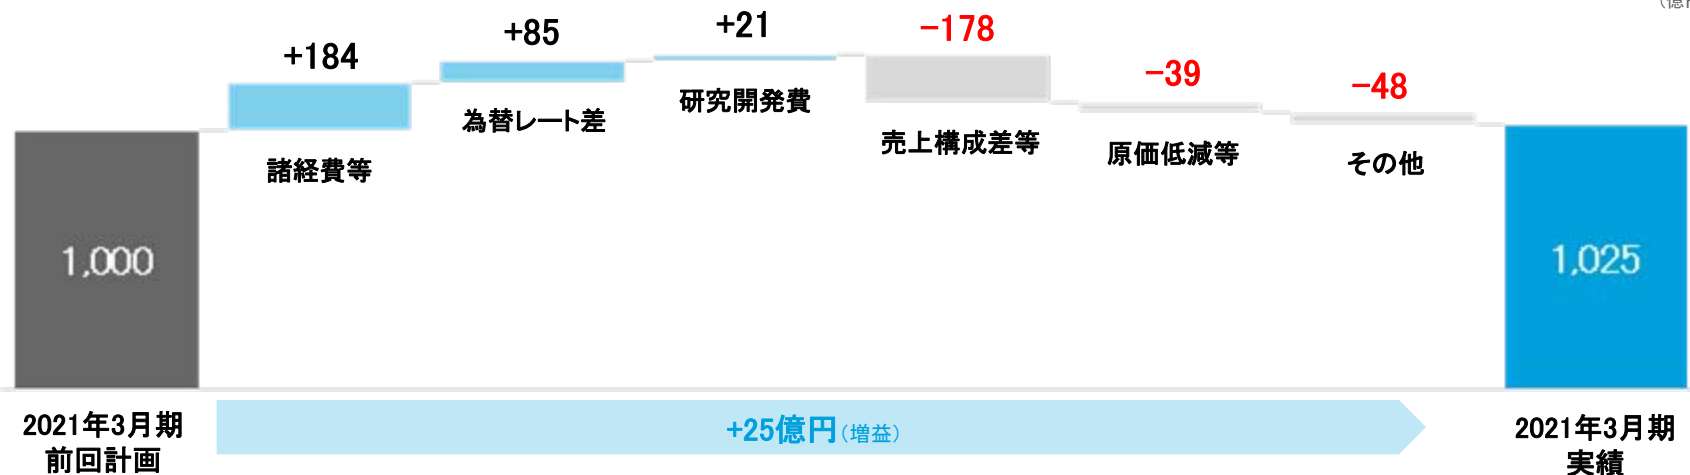 +184
+85
+21
−178
−39
−48
諸経費等
為替レート差
研究開発費
売上構成差等
原価低減等
その他
1,000
1,025
2021年3月期
前回計画
+25億円(増益)
2021年3月期
実績